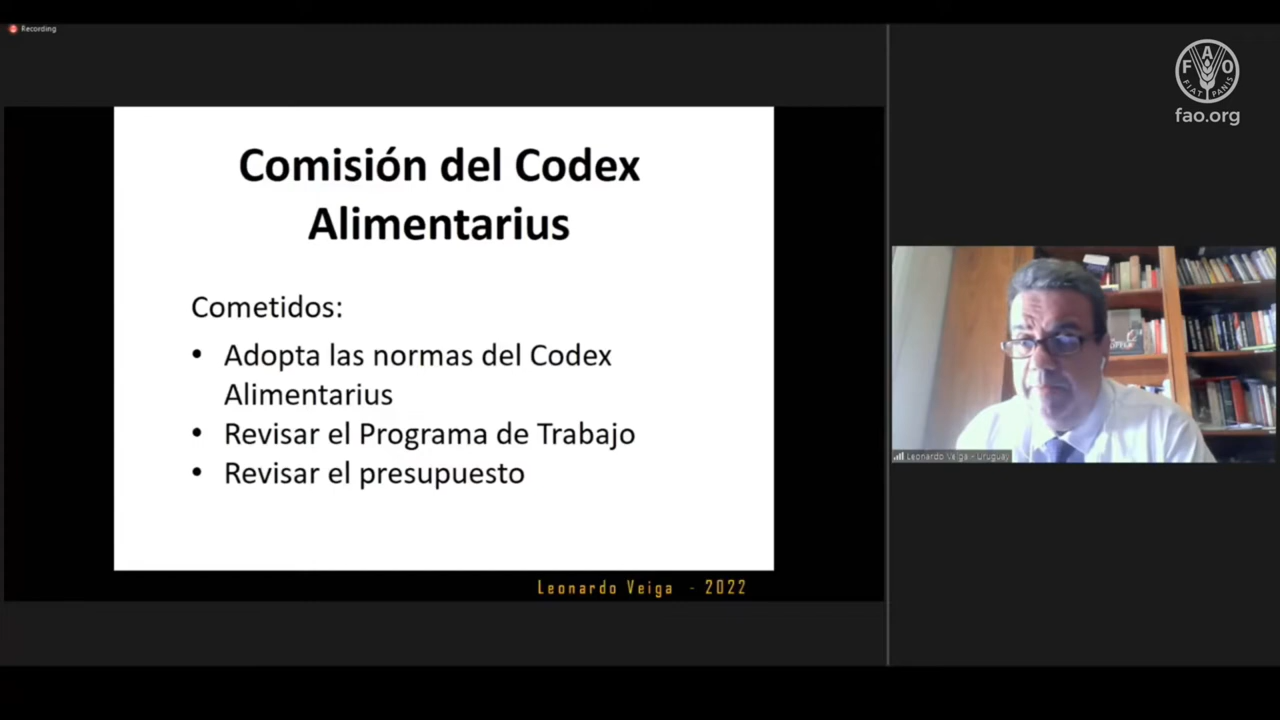 Recording
F A O
FIAT PANIS
fao.org
Comisión del Codex
Alimentarius
Cometidos:
• Adopta las normas del Codex
Alimentarius
• Revisar el Programa de Trabajo
• Revisar el presupuesto
Leonardo Veiga - Uruguay
Leonardo Veiga - 2022